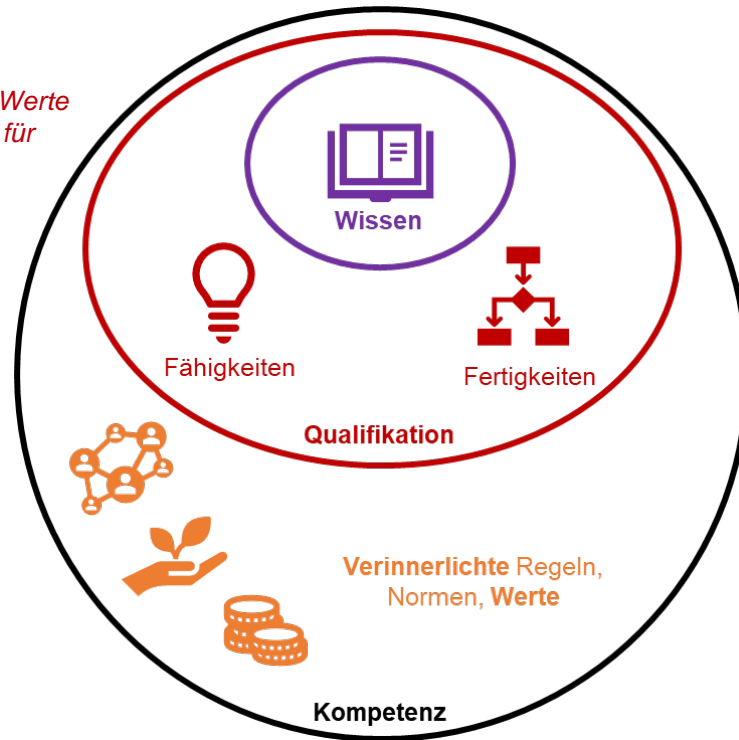 Werte
für
Wissen
Fähigkeiten
Fertigkeiten
Qualifikation
Verinnerlichte Regeln,
Normen, Werte
Kompetenz